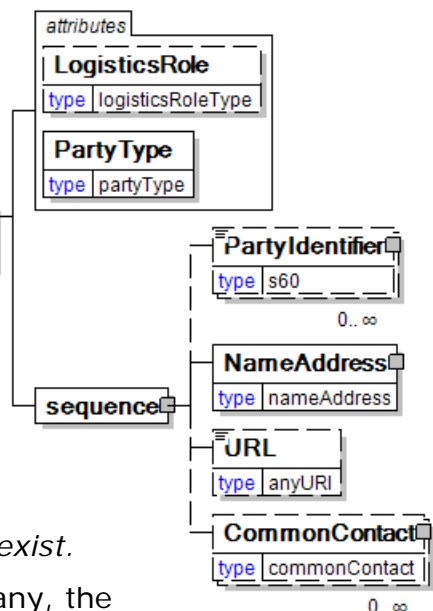 attributes
LogisticsRole
type logisticsRoleType
PartyType
type partyType
PartyIdentifier
type s60
0.. ∞
NameAddress
type nameAddress
sequence
URL
type anyURI
exist.
CommonContact
type commonContact
any, the
0.. ∞